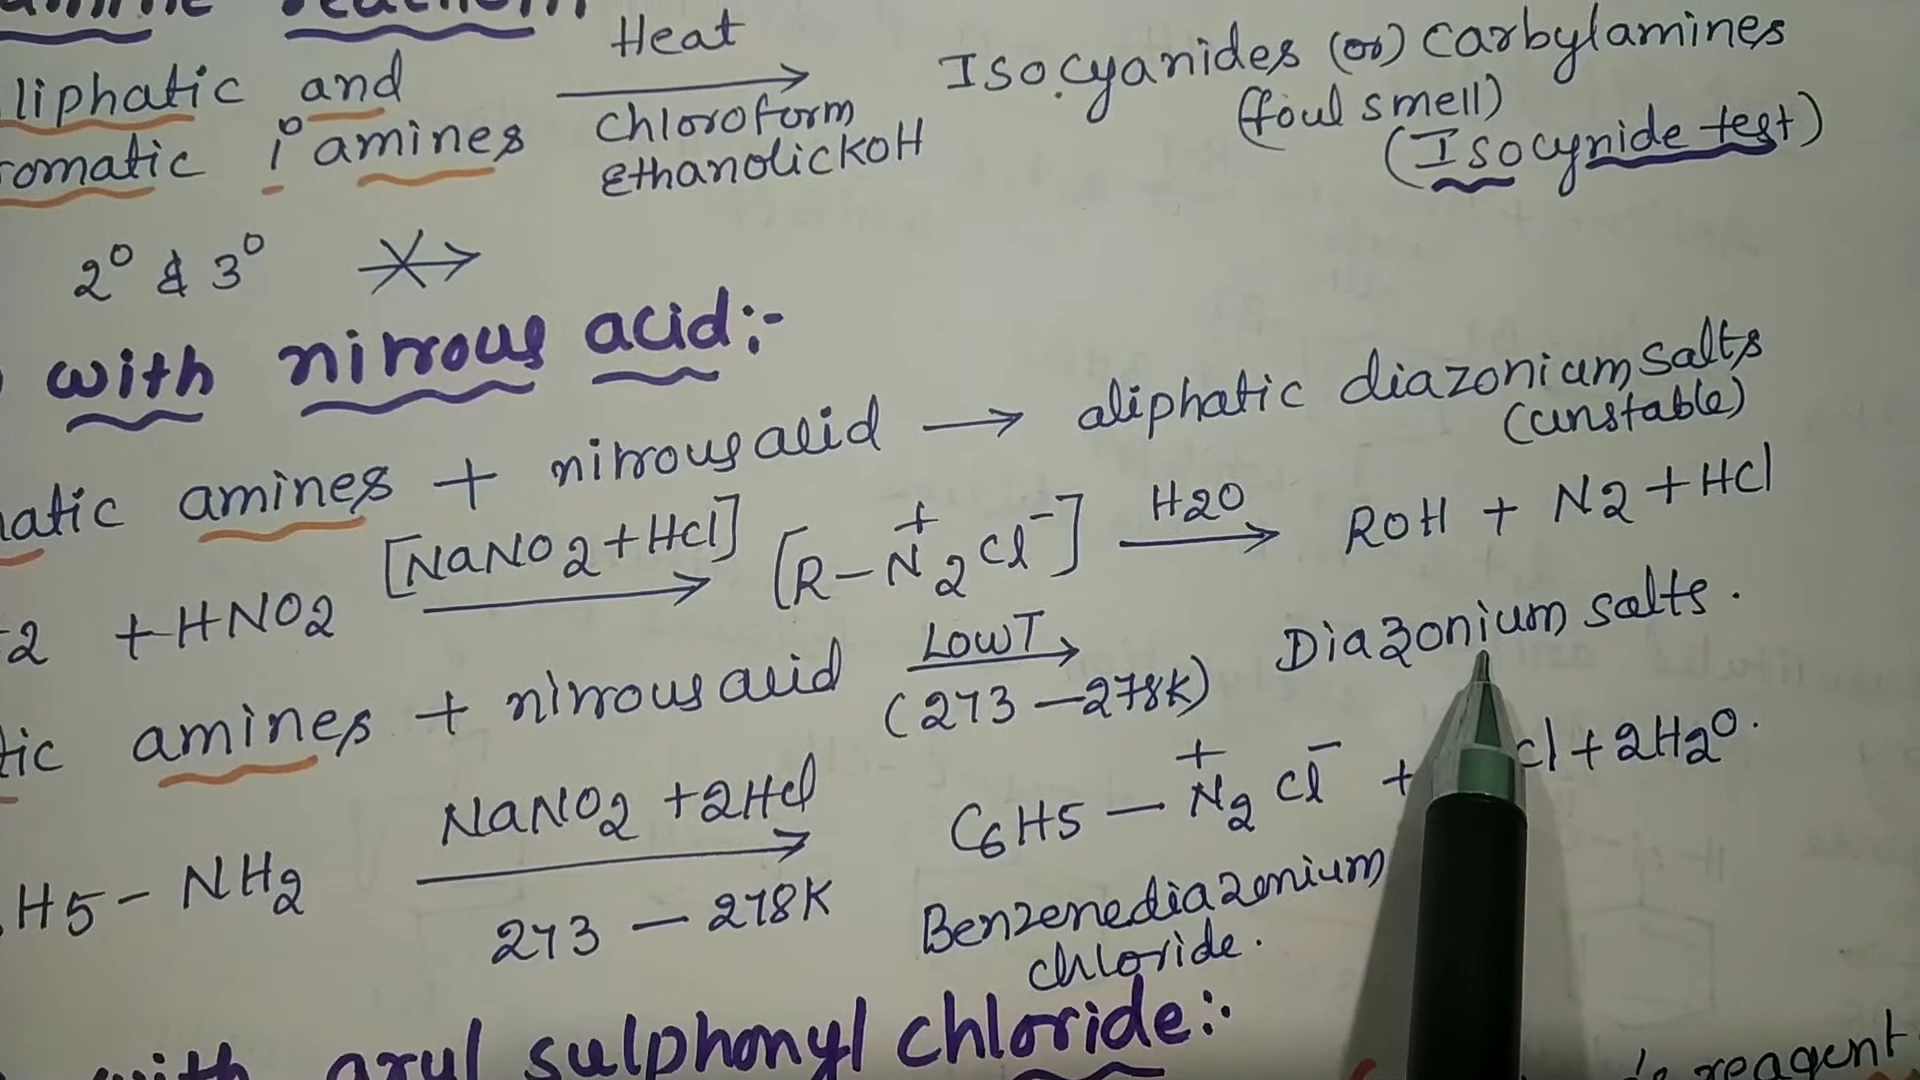 reaction
Heat
liphatic and
Isocyanides (or) Carbylamines
romatic 1° amines
chloroform
ethanolic KOH
(foul smell)
(Isocynide test)
2° & 3°
with nitrous acid:-
atic amines + nitrous acid → aliphatic diazonium salts
(unstable)
2 + HNO2 [NaNO2+HCl] [R-N2+Cl-] H2O → ROH + N2 + HCl
tic amines + nitrous acid Low T (273-278K) Diazonium salts.
H5-NH2 NaNO2+2HCl 273-278K C6H5-N2+Cl- + Cl+2H2O.
Benzenediazonium
chloride.
with aryl sulphonyl chloride:-
reagent